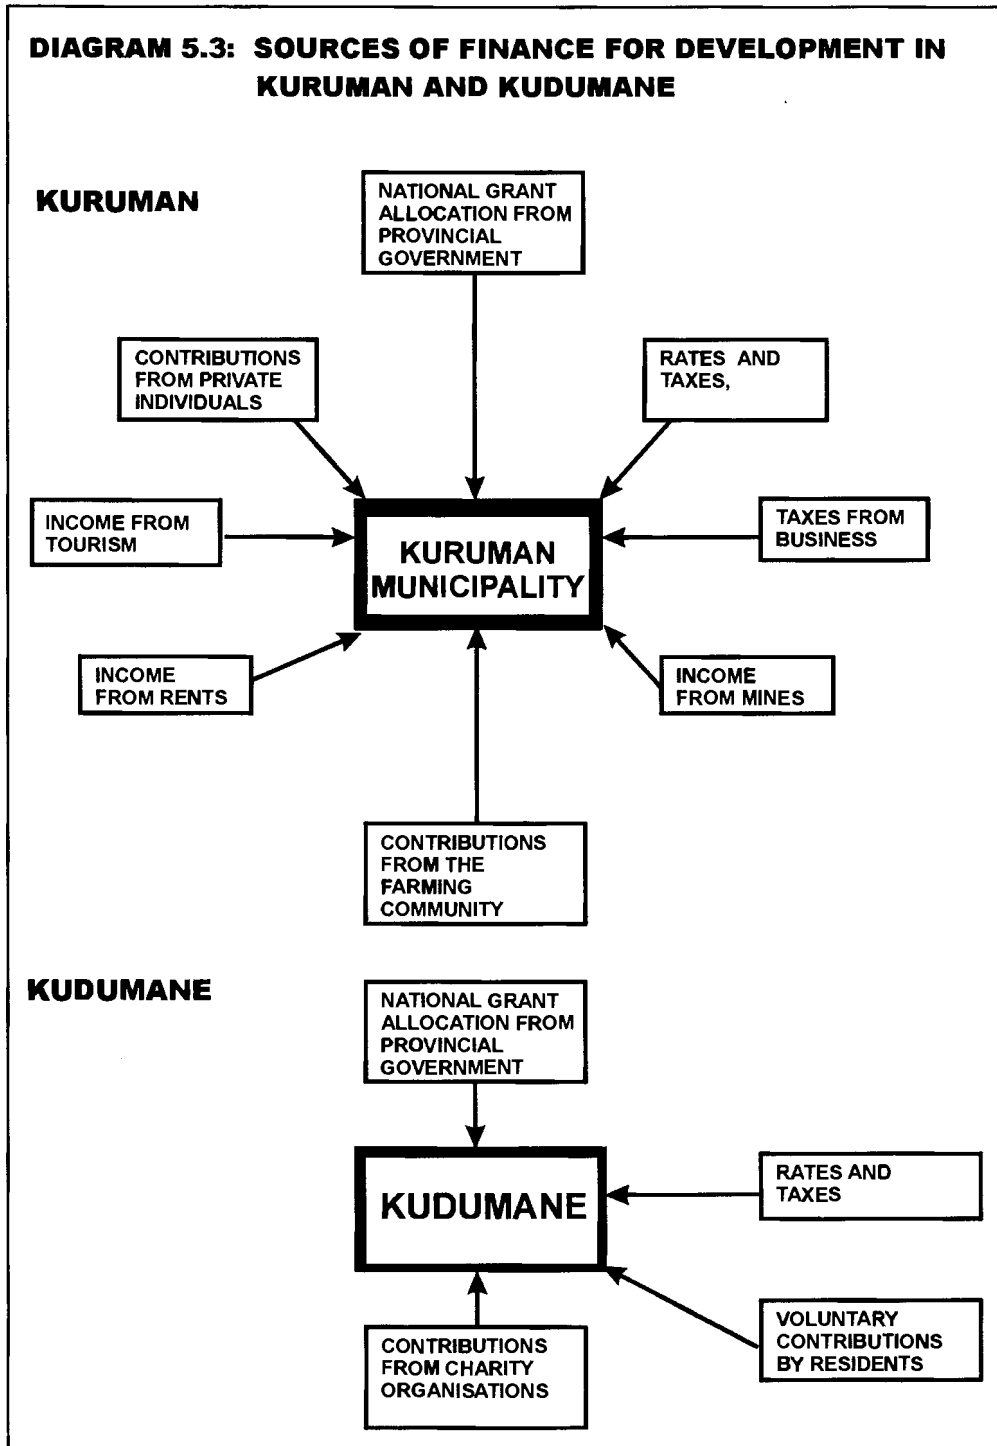 DIAGRAM 5.3: SOURCES OF FINANCE FOR DEVELOPMENT IN
KURUMAN AND KUDUMANE
KURUMAN
NATIONAL GRANT
ALLOCATION FROM
PROVINCIAL
GOVERNMENT
CONTRIBUTIONS
FROM PRIVATE
INDIVIDUALS
RATES AND
TAXES,
INCOME FROM
TOURISM
KURUMAN
MUNICIPALITY
TAXES FROM
BUSINESS
INCOME
FROM RENTS
INCOME
FROM MINES
CONTRIBUTIONS
FROM THE
FARMING
COMMUNITY
KUDUMANE
NATIONAL GRANT
ALLOCATION FROM
PROVINCIAL
GOVERNMENT
KUDUMANE
RATES AND
TAXES
CONTRIBUTIONS
FROM CHARITY
ORGANISATIONS
VOLUNTARY
CONTRIBUTIONS
BY RESIDENTS